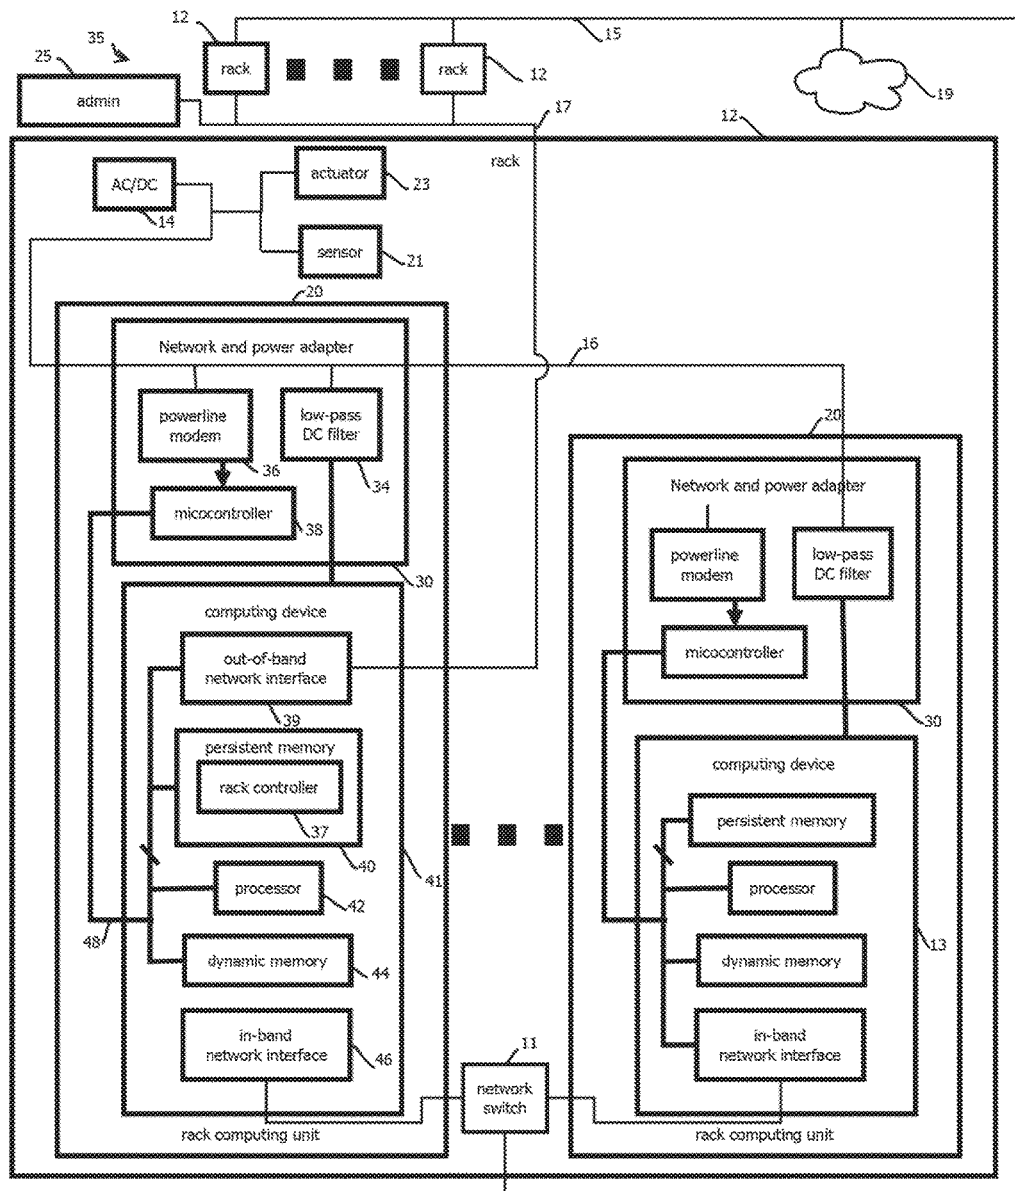 12
15
35
25
rack
rack
12
19
admin
17
12
rack
AC/DC
14
actuator
23
sensor
21
20
Network and power adapter
16
powerline
modem
36
low-pass
DC filter
34
micocontroller
38
30
computing device
out-of-band
network interface
39
persistent memory
rack controller
37
40
41
processor
42
48
dynamic memory
44
in-band
network interface
46
rack computing unit
11
network
switch
20
Network and power adapter
powerline
modem
low-pass
DC filter
micocontroller
30
computing device
persistent memory
processor
13
dynamic memory
in-band
network interface
rack computing unit